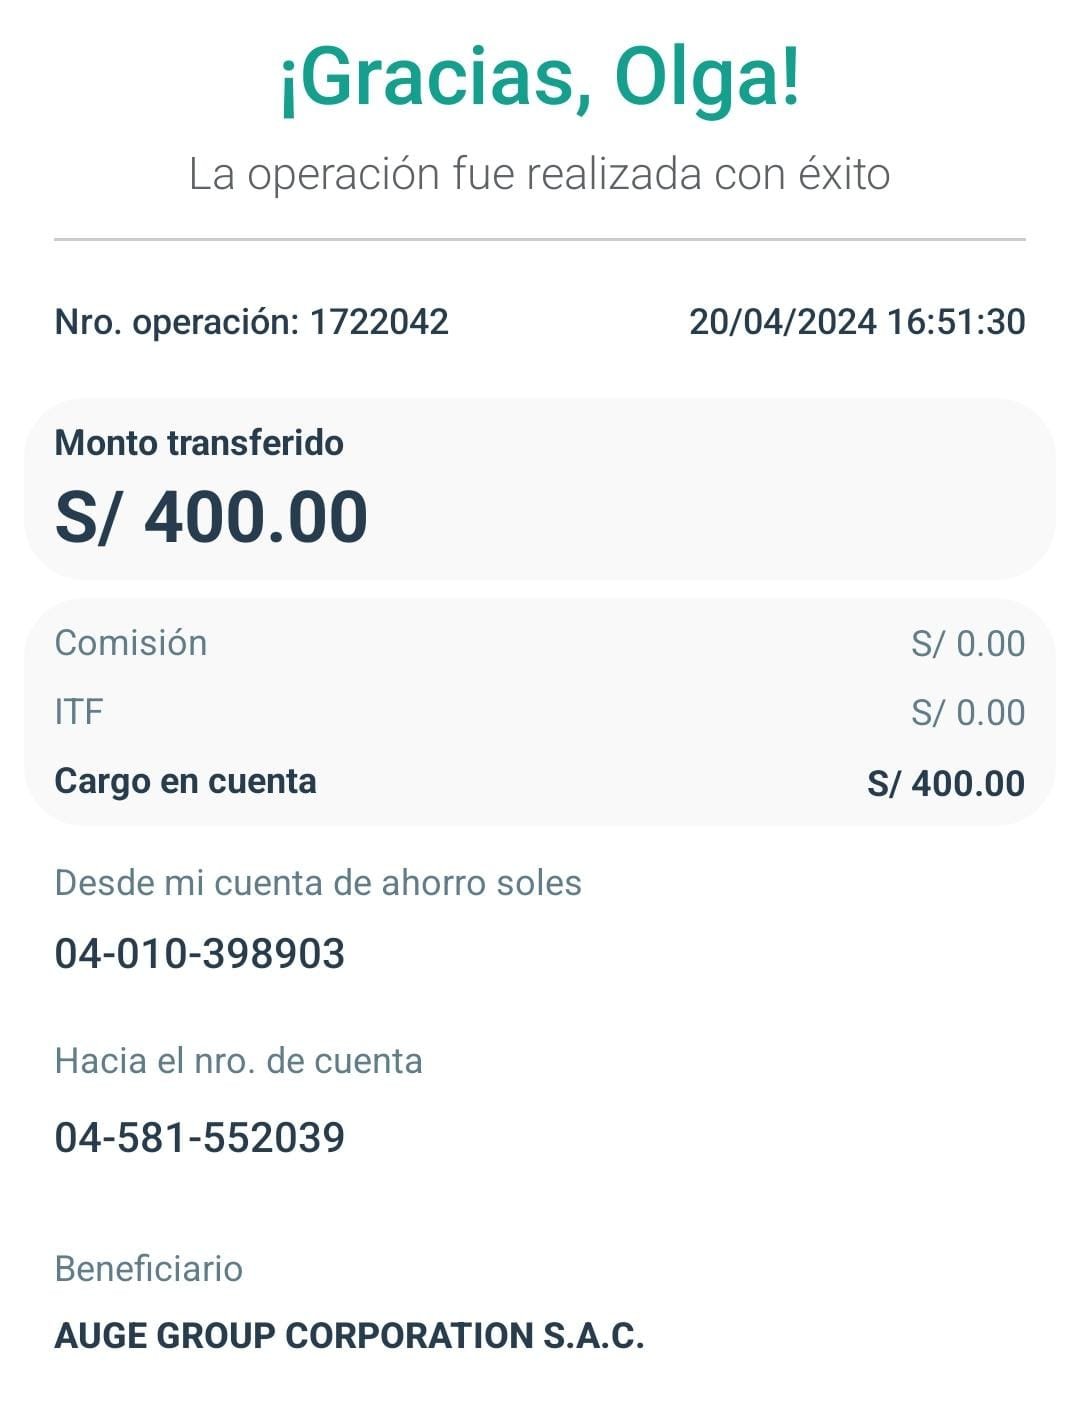 ¡Gracias, Olga!
La operación fue realizada con éxito
Nro. operación: 1722042 20/04/2024 16:51:30
Monto transferido
S/ 400.00
Comisión S/ 0.00
ITF S/ 0.00
Cargo en cuenta S/ 400.00
Desde mi cuenta de ahorro soles
04-010-398903
Hacia el nro. de cuenta
04-581-552039
Beneficiario
AUGE GROUP CORPORATION S.A.C.